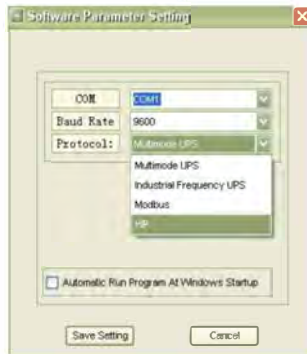 Software Parameter Setting
COM COM1
Baud Rate 9600
Protocol: Multimode UPS
Multimode UPS
Industrial Frequency UPS
Modbus
HP
Automatic Run Program At Windows Startup
Save Setting Cancel